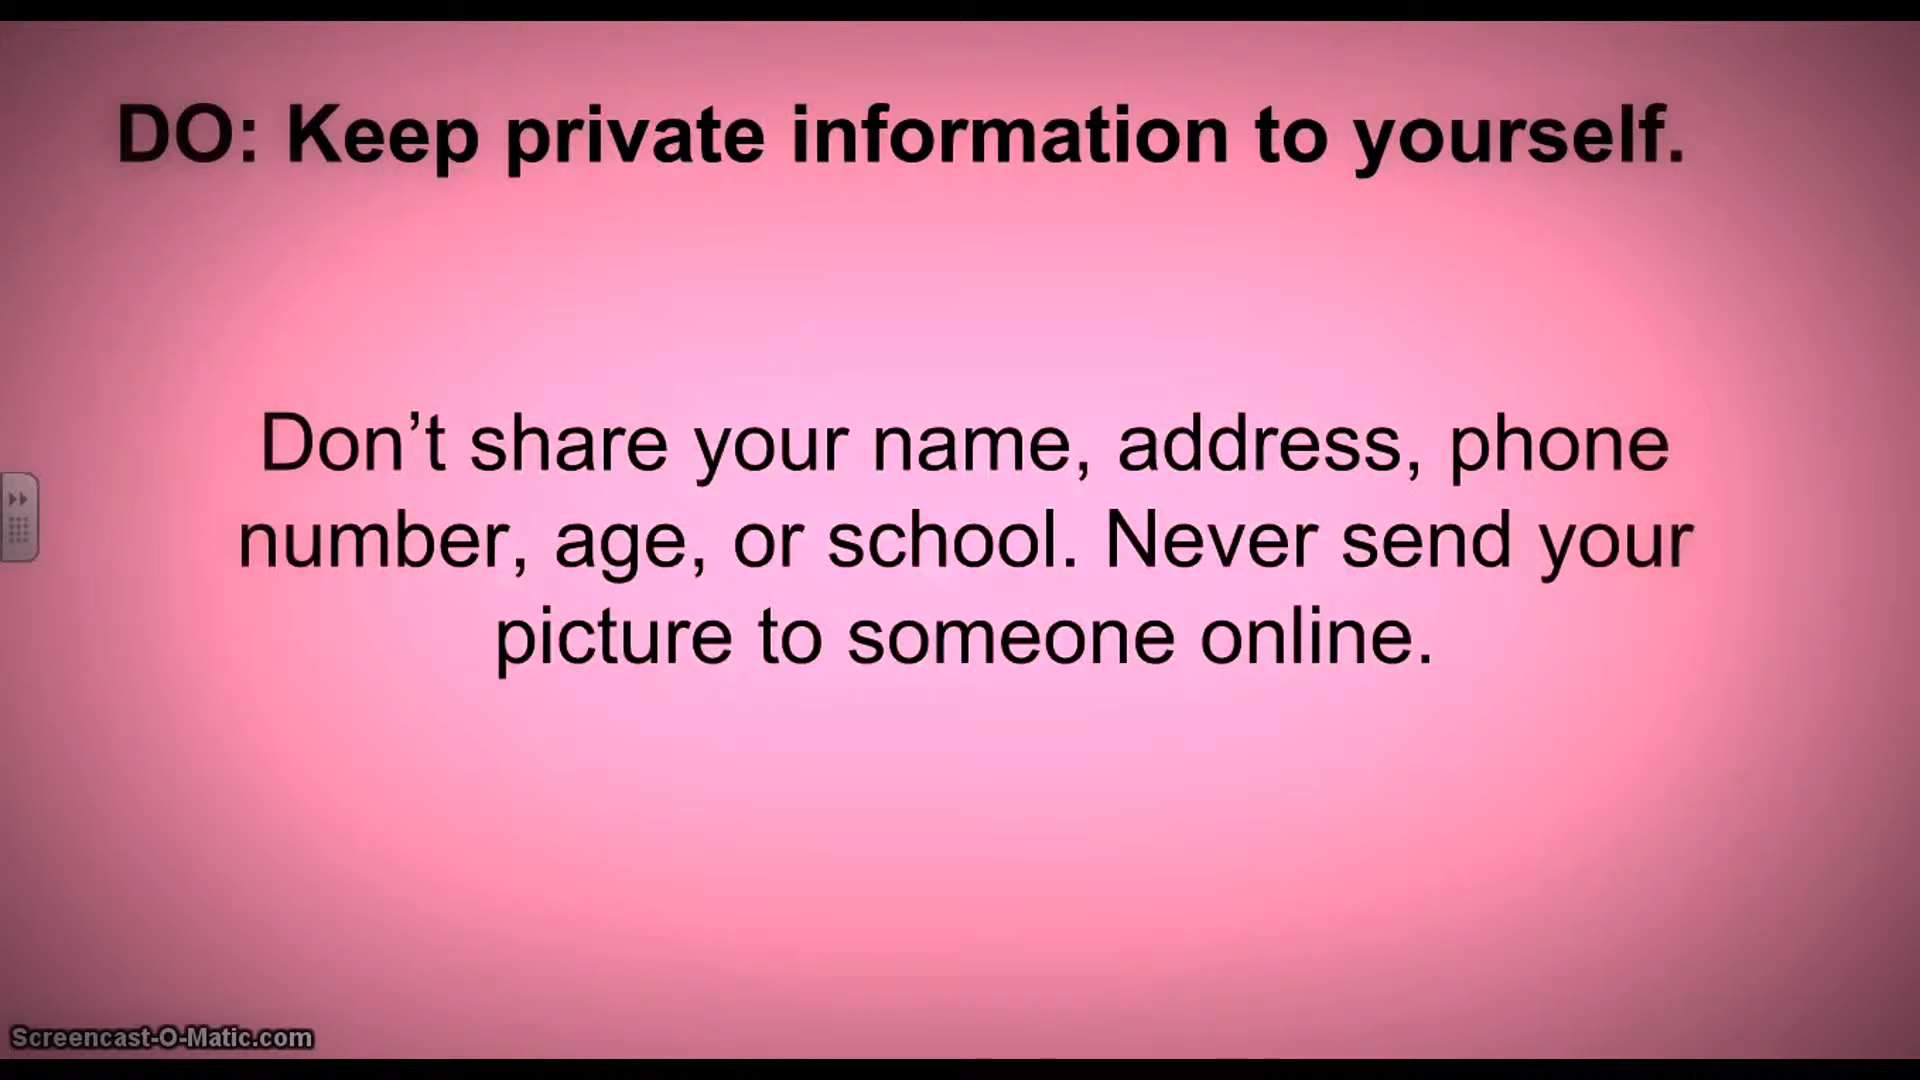 DO: Keep private information to yourself.
Don’t share your name, address, phone
number, age, or school. Never send your
picture to someone online.
Screencast-O-Matic.com